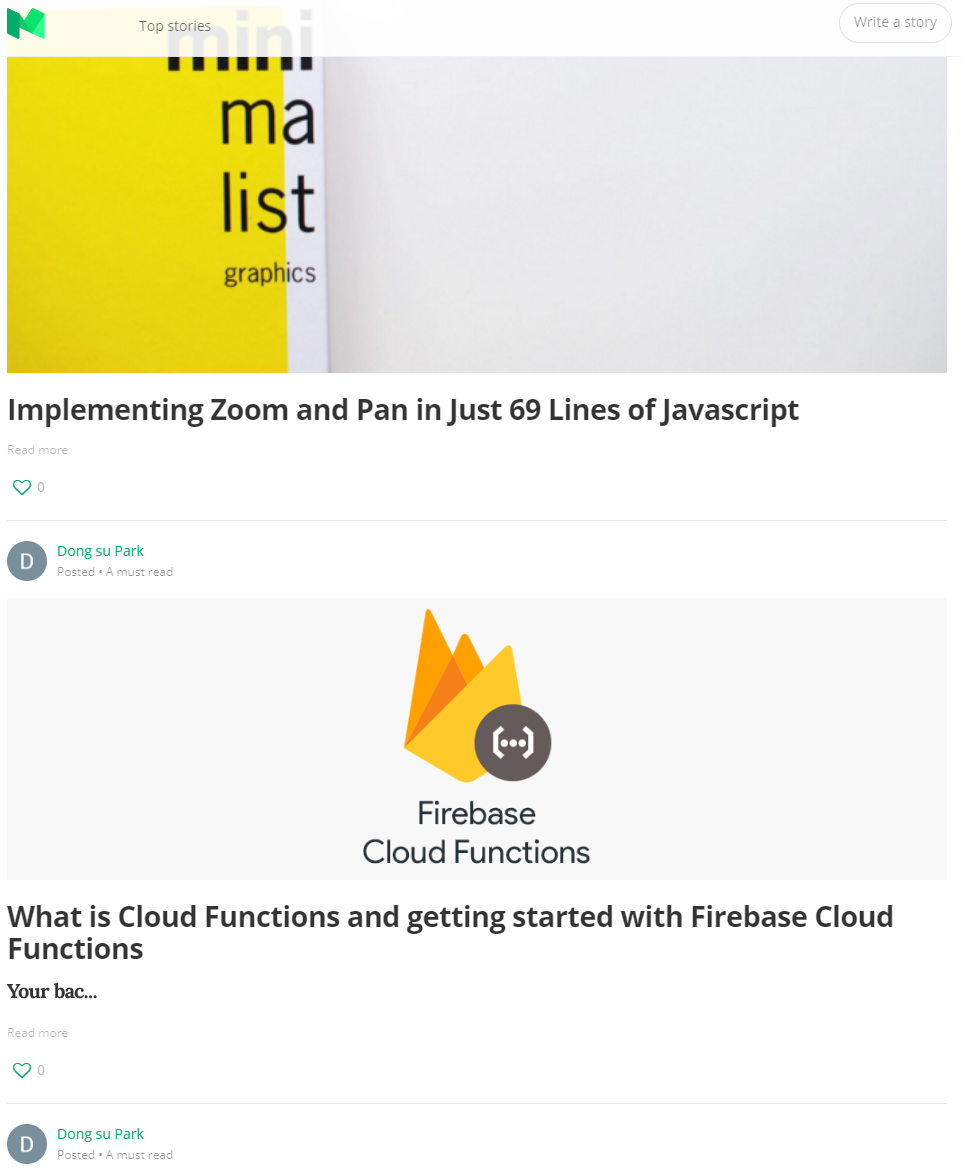 Top stories
Write a story
mini
ma
list
graphics
Implementing Zoom and Pan in Just 69 Lines of Javascript
Read more
0
D
Dong su Park
Posted • A must read
Firebase
Cloud Functions
What is Cloud Functions and getting started with Firebase Cloud
Functions
Your bac...
Read more
0
D
Dong su Park
Posted • A must read